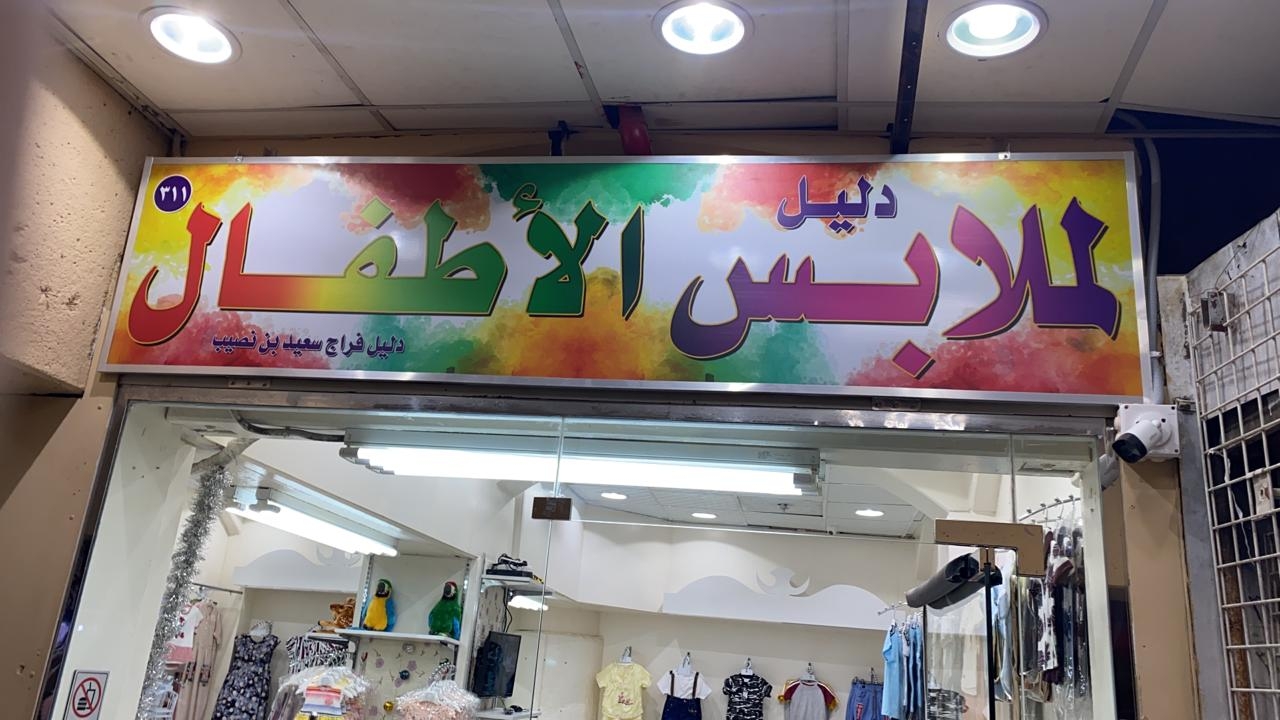 دليل
لملابس الأطفال
٣١١
دليل فراج سعيد بن نصيب